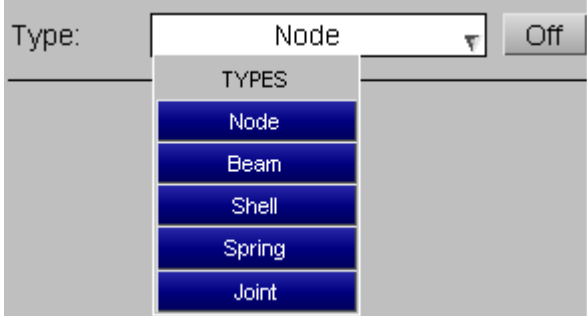 Type: Node Off
TYPES
Node
Beam
Shell
Spring
Joint